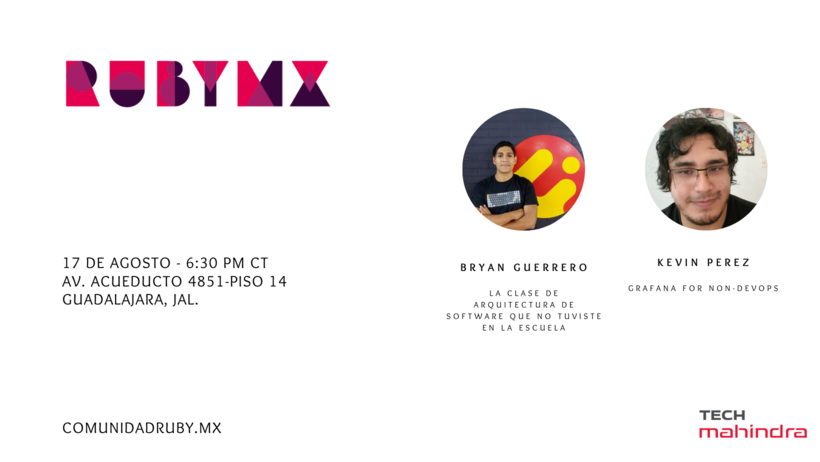 RUBYMX
17 DE AGOSTO - 6:30 PM CT
AV. ACUEDUCTO 4851-PISO 14
GUADALAJARA, JAL.
COMUNIDADRUBY.MX
BRYAN GUERRERO
LA CLASE DE
ARQUITECTURA DE
SOFTWARE QUE NO TUVISTE
EN LA ESCUELA
KEVIN PEREZ
GRAFANA FOR NON-DEVOPS
TECH
mahindra